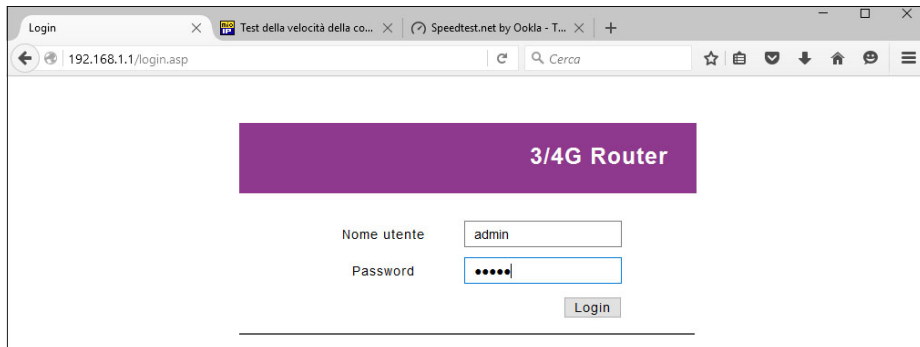 Login
Test della velocità della co...
Speedtest.net by Ookla - T...
192.168.1.1/login.asp
Cerca
3/4G Router
Nome utente
admin
Password
•••••
Login